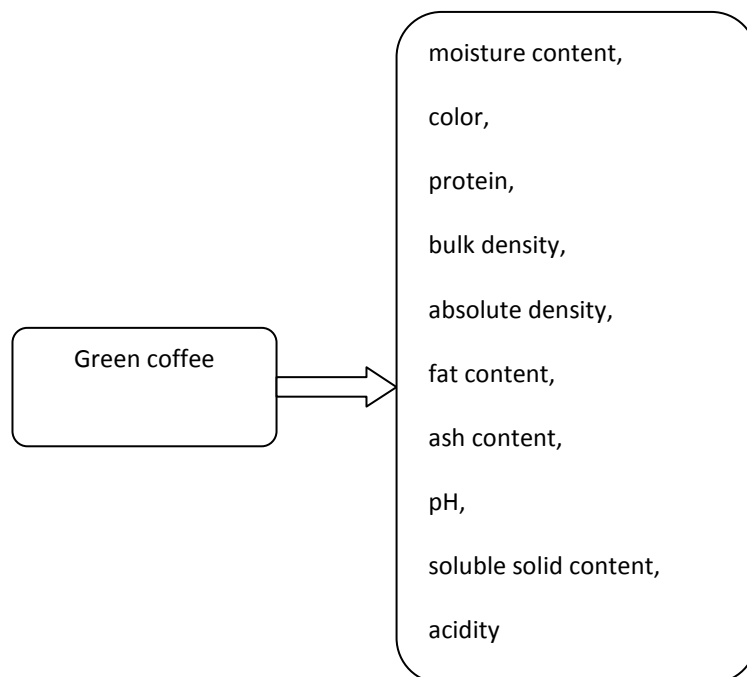 Green coffee
moisture content,
color,
protein,
bulk density,
absolute density,
fat content,
ash content,
pH,
soluble solid content,
acidity